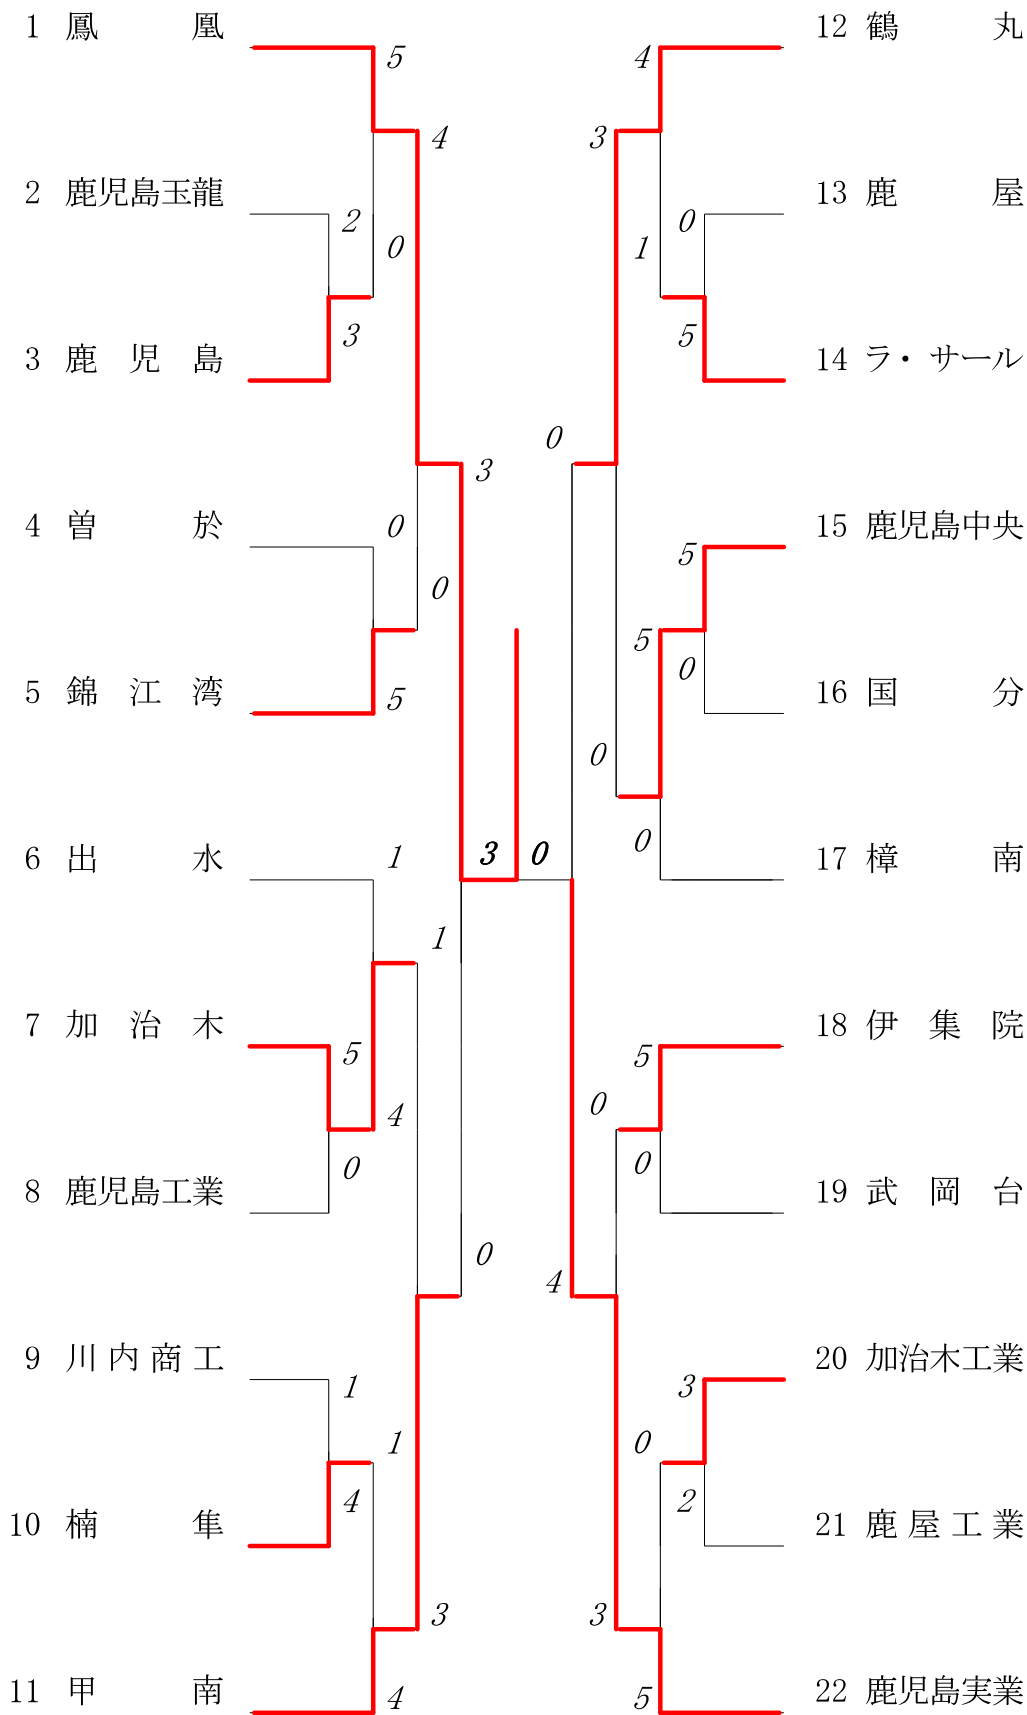 1 鳳凰
5
4
2 鹿児島玉龍
2
0
3
3 鹿児島
3
4 曽於
0
0
5 錦江湾
5
6 出水
1
3 0
1
7 加治木
5
4
0
8 鹿児島工業
0
9 川内商工
1
1
4
10 楠隼
3
11 甲南
4
12 鶴丸
4
3
13 鹿屋
0
1
5
14 ラ・サール
0
15 鹿児島中央
5
5
0
16 国分
0
0
17 樟南
18 伊集院
5
0
0
19 武岡台
4
20 加治木工業
3
0
2
21 鹿屋工業
3
22 鹿児島実業
5